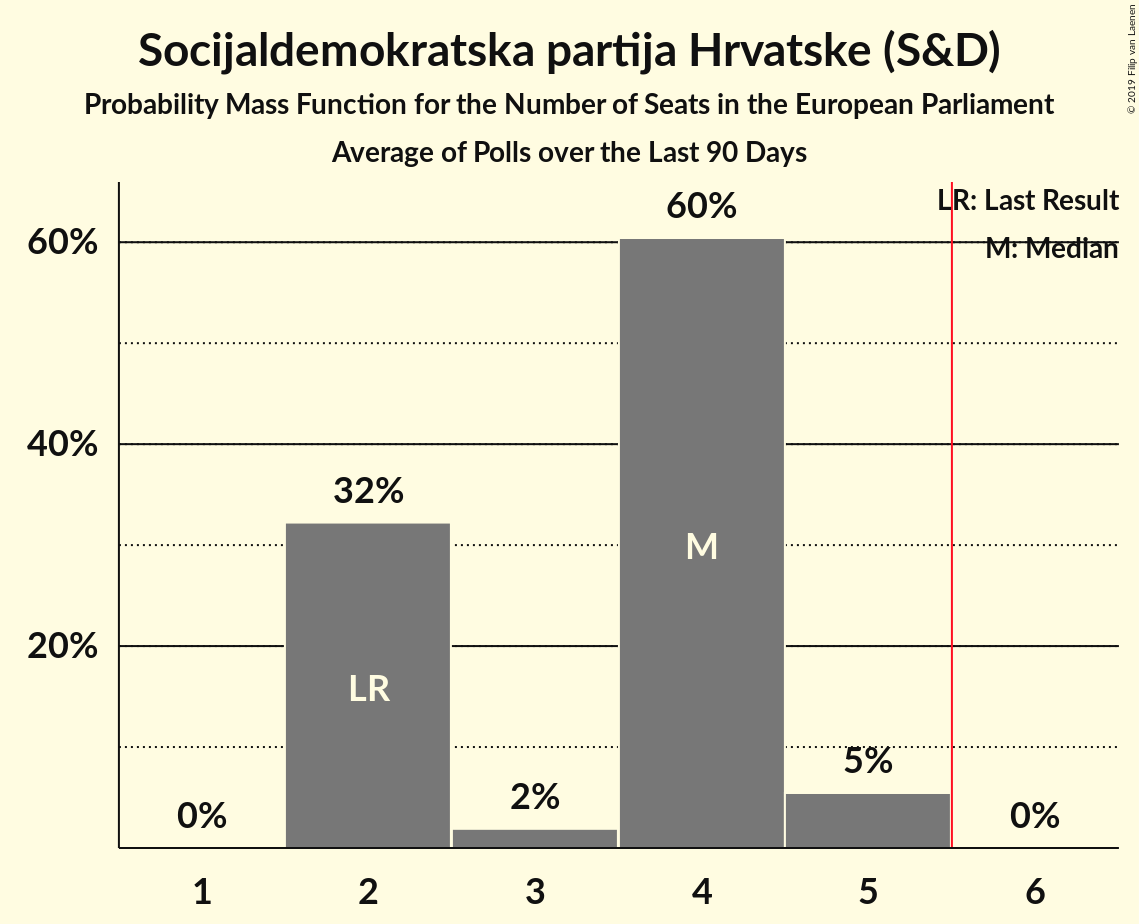 Socijaldemokratska partija Hrvatske (S&D)
Probability Mass Function for the Number of Seats in the European Parliament
Average of Polls over the Last 90 Days
© 2019 Filip van Laenen
LR: Last Result
M: Median
60%
40%
20%
0%
32%
2%
60%
5%
0%
LR
M
1 2 3 4 5 6